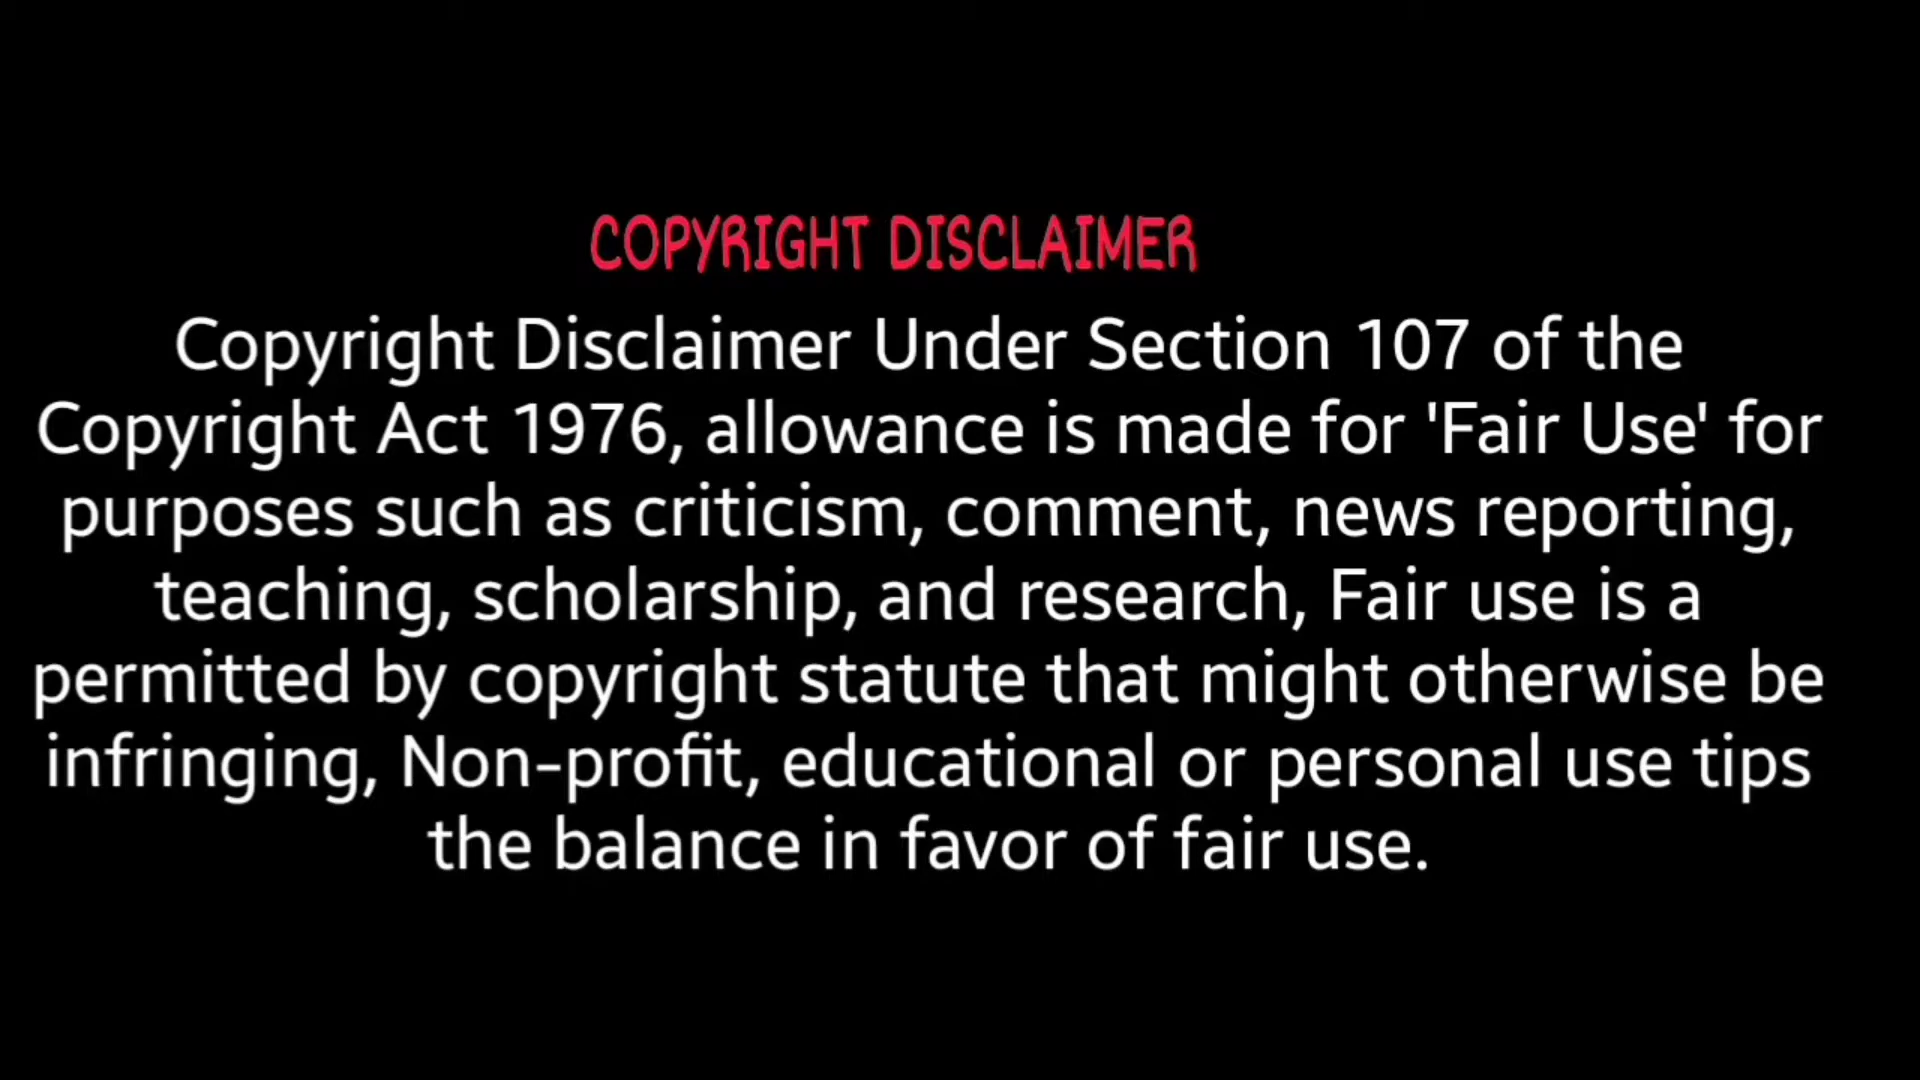 COPYRIGHT DISCLAIMER
Copyright Disclaimer Under Section 107 of the
Copyright Act 1976, allowance is made for 'Fair Use' for
purposes such as criticism, comment, news reporting,
teaching, scholarship, and research, Fair use is a
permitted by copyright statute that might otherwise be
infringing, Non-profit, educational or personal use tips
the balance in favor of fair use.